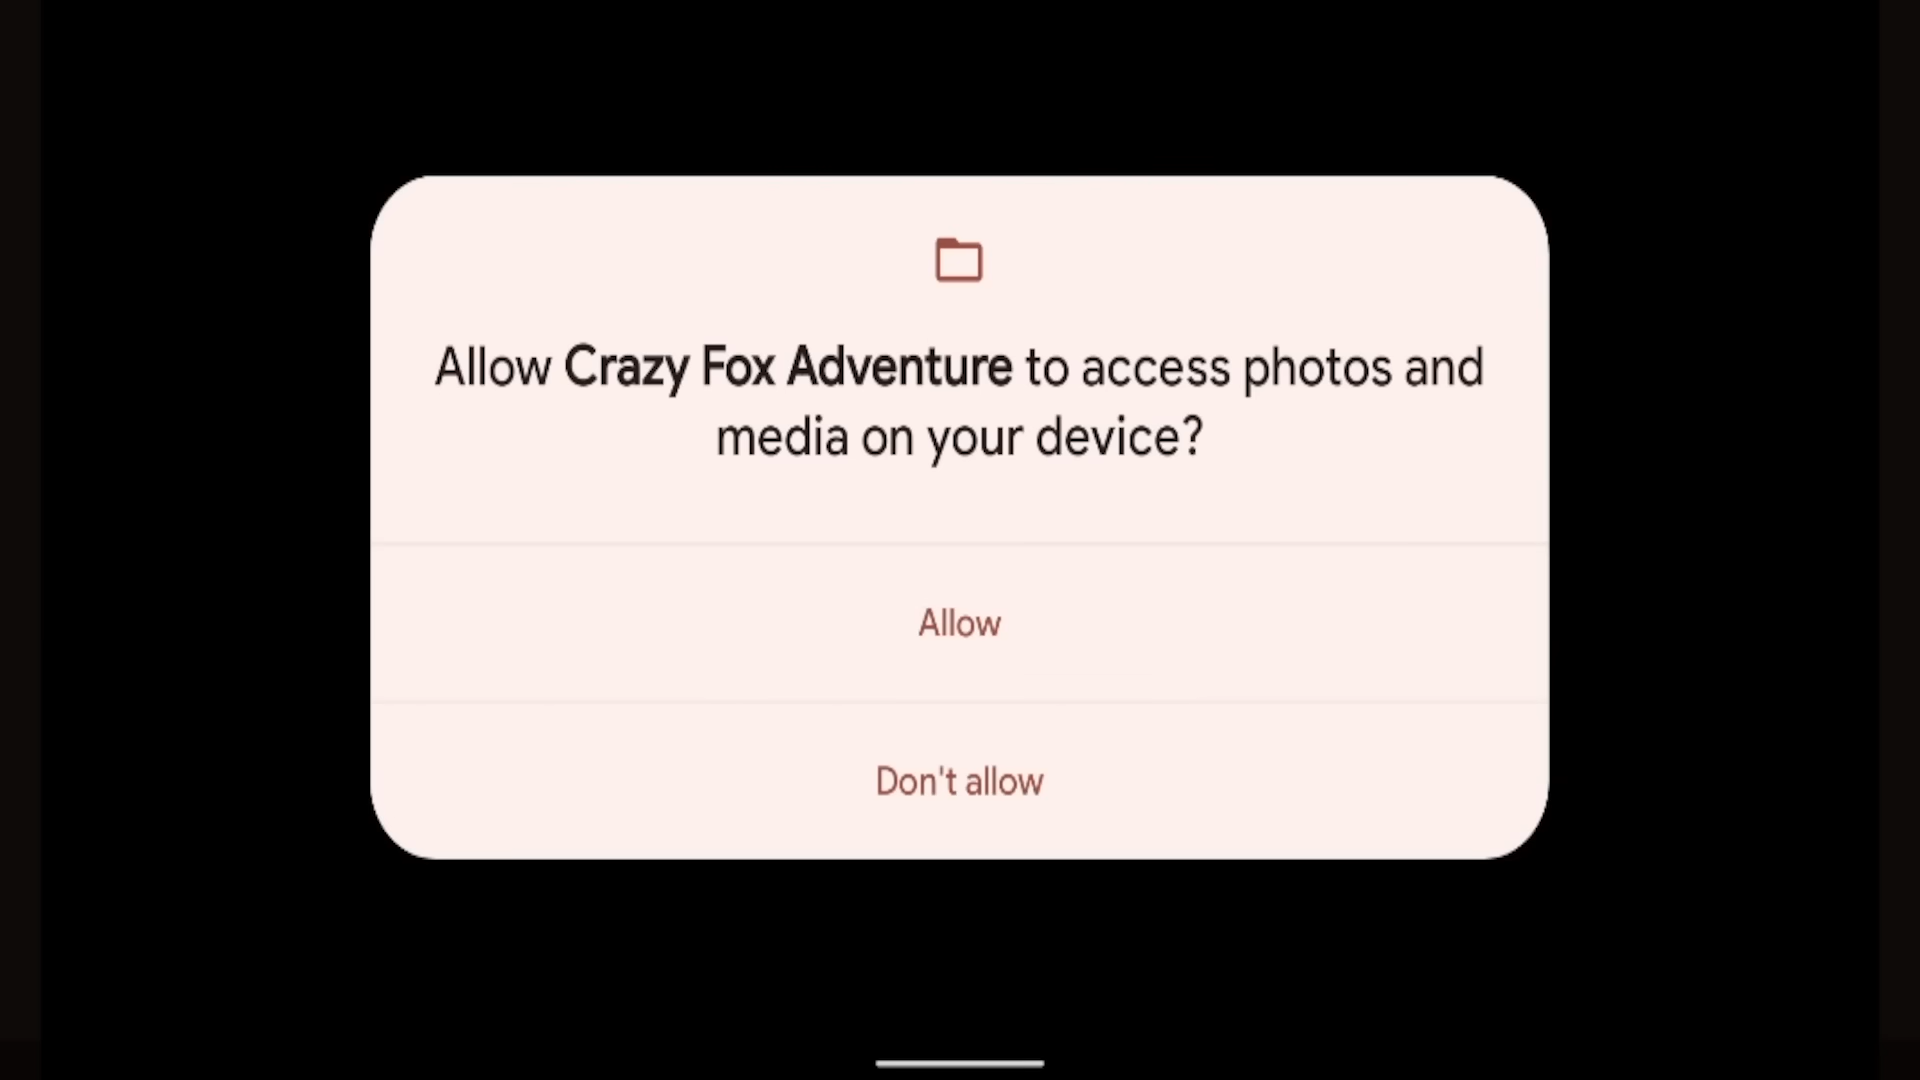 Allow Crazy Fox Adventure to access photos and
media on your device?
Allow
Don't allow